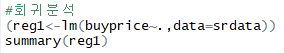 #회귀분석
(reg1<-lm(buyprice~.,data=srdata))
summary(reg1)